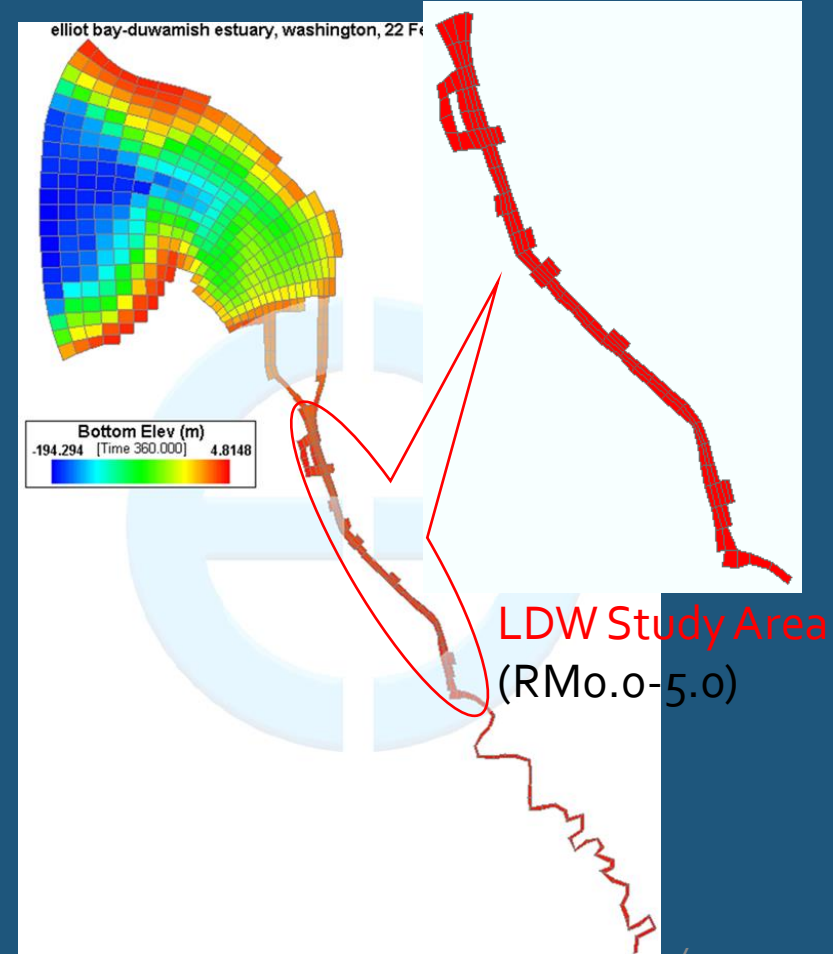 elliot bay-duwamish estuary, washington, 22
Bottom Elev (m)
-194.294 [Time 360.000] 4.8148
LDW Study Area
(RM0.0-5.0)